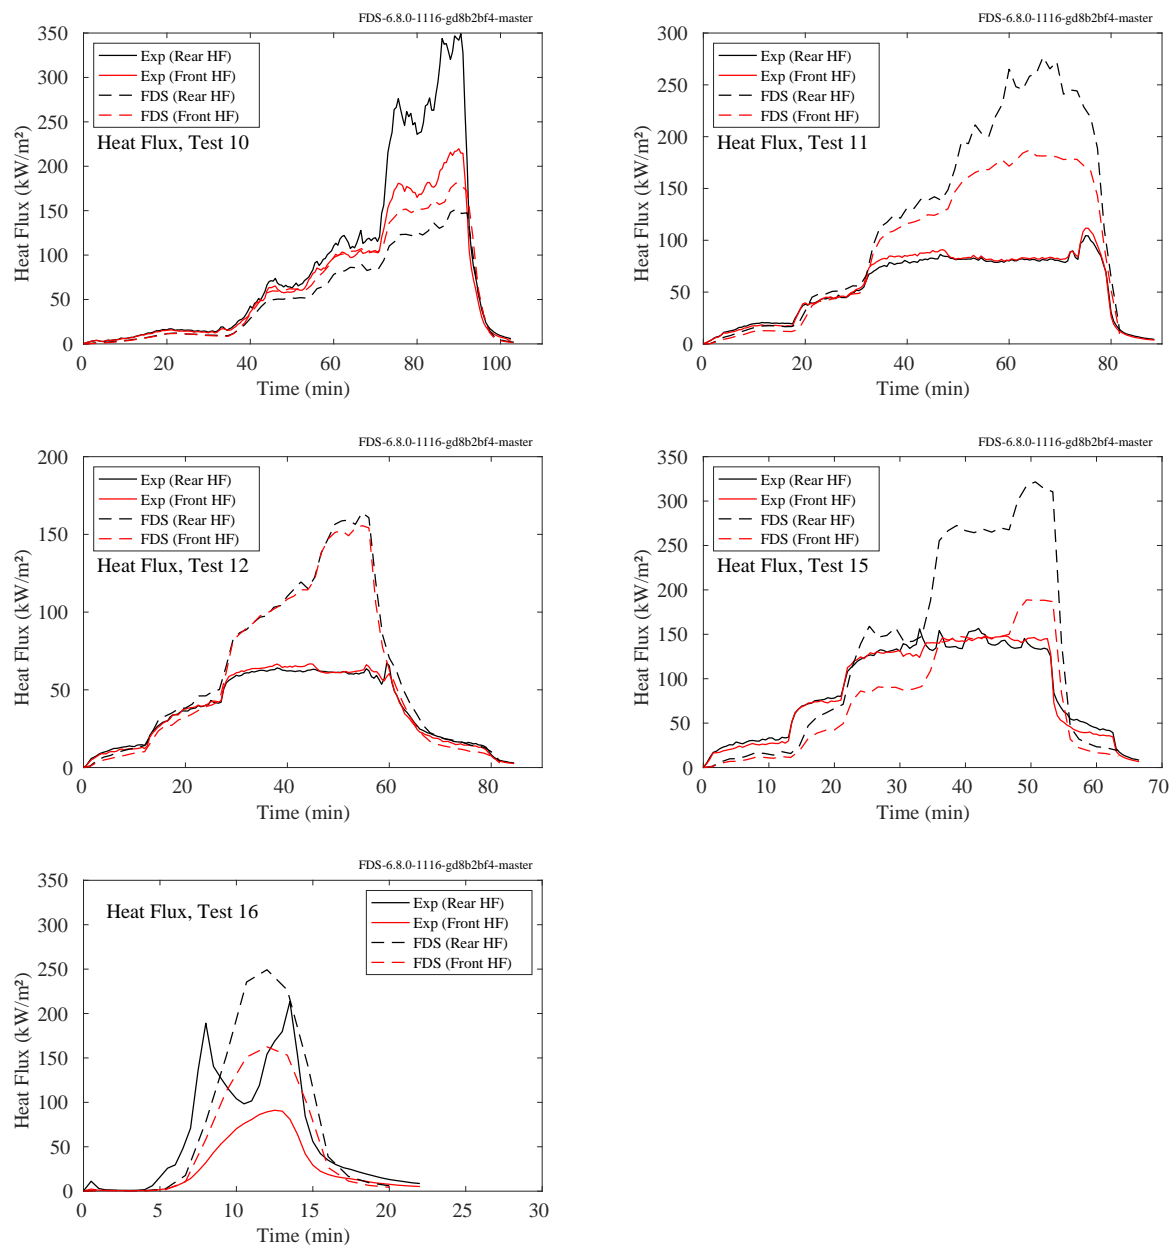 FDS-6.8.0-1116-gd8b2bf4-master
350
300
250
200
150
100
50
0
Heat Flux (kW/m²)
Exp (Rear HF)
Exp (Front HF)
FDS (Rear HF)
FDS (Front HF)
Heat Flux, Test 10
0 20 40 60 80 100
Time (min)
FDS-6.8.0-1116-gd8b2bf4-master
300
250
200
150
100
50
0
Heat Flux (kW/m²)
Exp (Rear HF)
Exp (Front HF)
FDS (Rear HF)
FDS (Front HF)
Heat Flux, Test 11
0 20 40 60 80
Time (min)
FDS-6.8.0-1116-gd8b2bf4-master
200
150
100
50
0
Heat Flux (kW/m²)
Exp (Rear HF)
Exp (Front HF)
FDS (Rear HF)
FDS (Front HF)
Heat Flux, Test 12
0 20 40 60 80
Time (min)
FDS-6.8.0-1116-gd8b2bf4-master
350
300
250
200
150
100
50
0
Heat Flux (kW/m²)
Exp (Rear HF)
Exp (Front HF)
FDS (Rear HF)
FDS (Front HF)
Heat Flux, Test 15
0 10 20 30 40 50 60 70
Time (min)
FDS-6.8.0-1116-gd8b2bf4-master
350
300
250
200
150
100
50
0
Heat Flux (kW/m²)
Heat Flux, Test 16
Exp (Rear HF)
Exp (Front HF)
FDS (Rear HF)
FDS (Front HF)
0 5 10 15 20 25 30
Time (min)